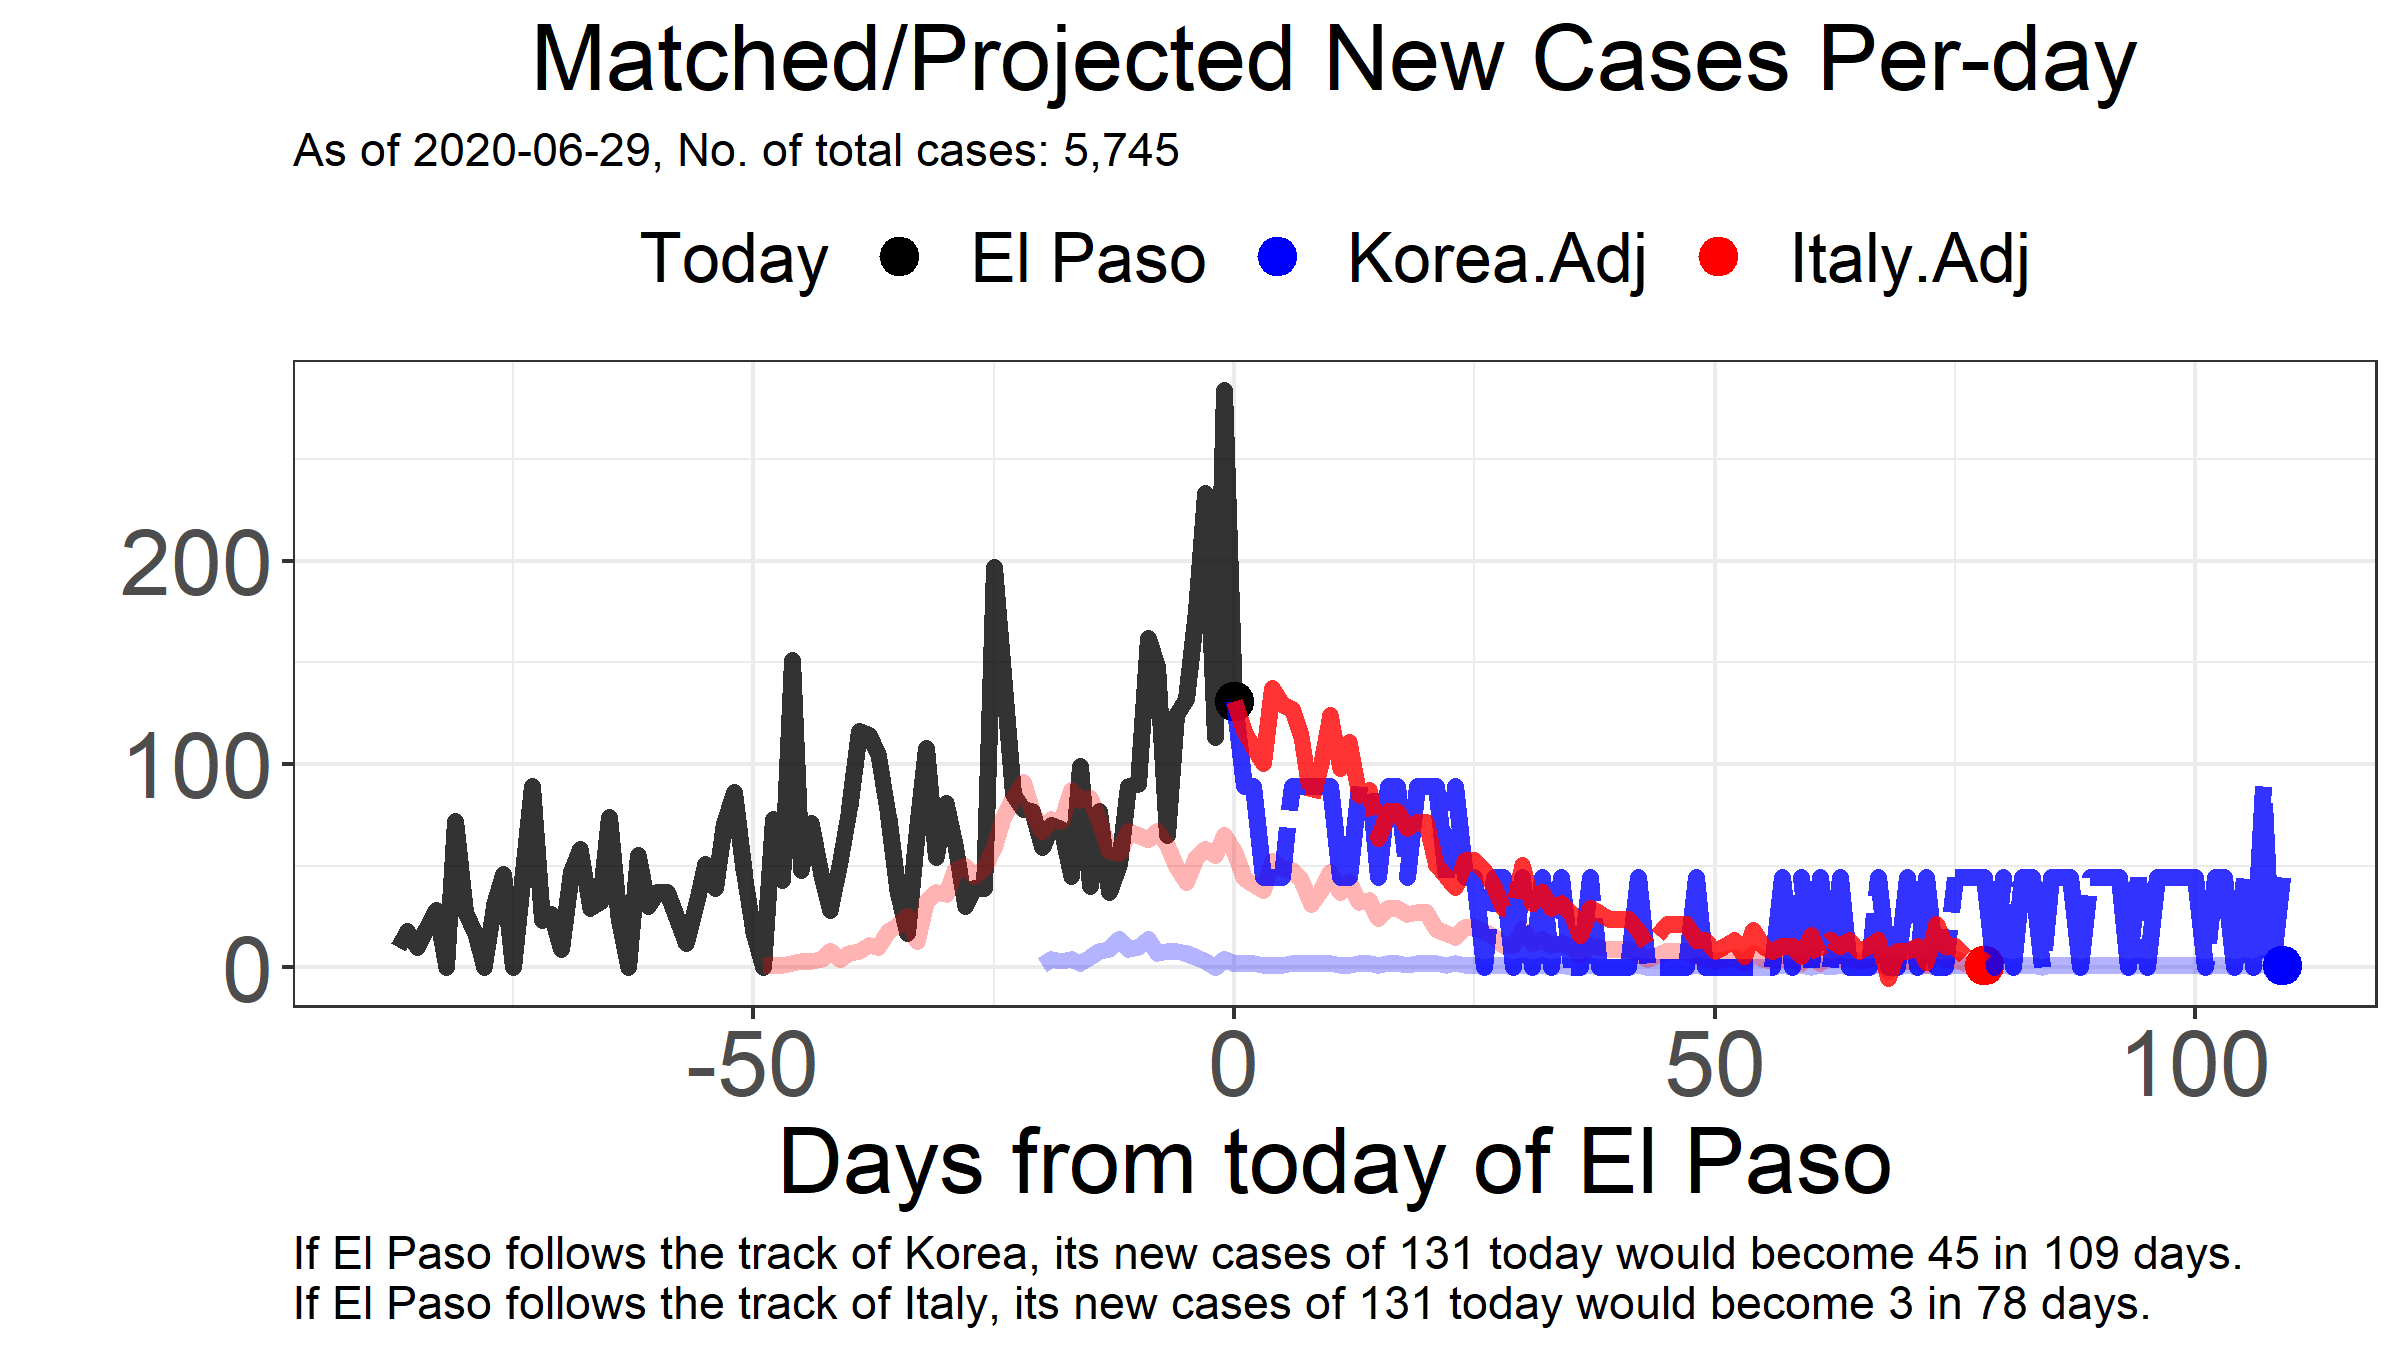 Matched/Projected New Cases Per-day
As of 2020-06-29, No. of total cases: 5,745
Today El Paso Korea.Adj Italy.Adj
200
100
0
-50 0 50 100
Days from today of El Paso
If El Paso follows the track of Korea, its new cases of 131 today would become 45 in 109 days.
If El Paso follows the track of Italy, its new cases of 131 today would become 3 in 78 days.